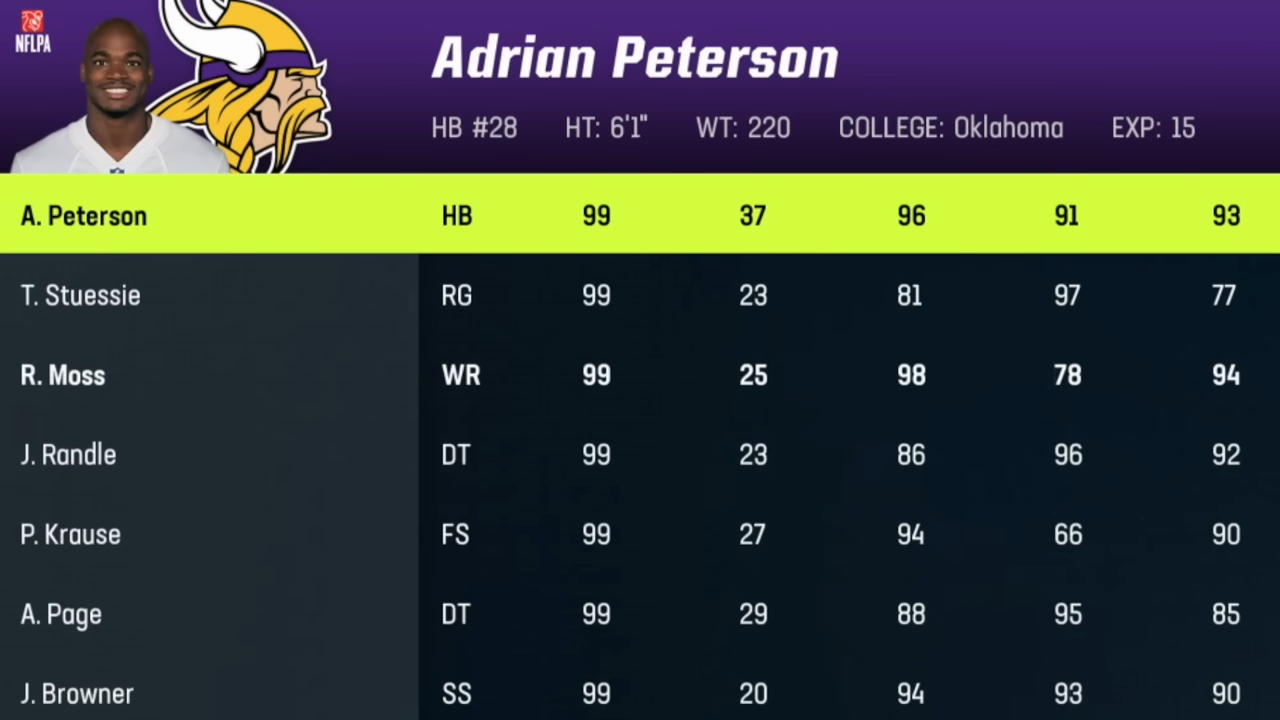 NFLPA
Adrian Peterson
HB #28 HT: 6'1" WT: 220 COLLEGE: Oklahoma EXP: 15
A. Peterson HB 99 37 96 91 93
T. Stuessie RG 99 23 81 97 77
R. Moss WR 99 25 98 78 94
J. Randle DT 99 23 86 96 92
P. Krause FS 99 27 94 66 90
A. Page DT 99 29 88 95 85
J. Browner SS 99 20 94 93 90